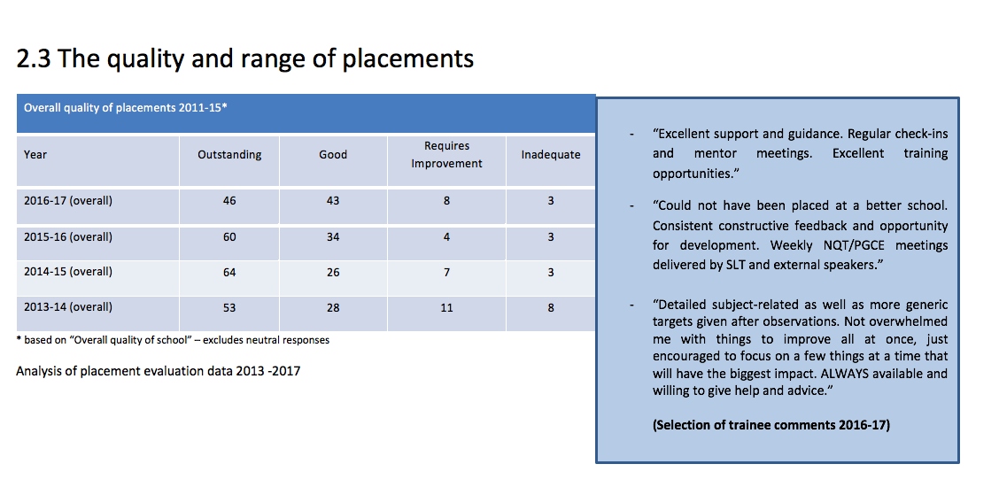 2.3 The quality and range of placements
Overall quality of placements 2011-15*
Year Outstanding Good Requires Improvement Inadequate
2016-17 (overall) 46 43 8 3
2015-16 (overall) 60 34 4 3
2014-15 (overall) 64 26 7 3
2013-14 (overall) 53 28 11 8
* based on “Overall quality of school” – excludes neutral responses
Analysis of placement evaluation data 2013 -2017
- “Excellent support and guidance. Regular check-ins
and mentor meetings. Excellent training
opportunities.”
- “Could not have been placed at a better school.
Consistent constructive feedback and opportunity
for development. Weekly NQT/PGCE meetings
delivered by SLT and external speakers.”
- “Detailed subject-related as well as more generic
targets given after observations. Not overwhelmed
me with things to improve all at once, just
encouraged to focus on a few things at a time that
will have the biggest impact. ALWAYS available and
willing to give help and advice.”
(Selection of trainee comments 2016-17)